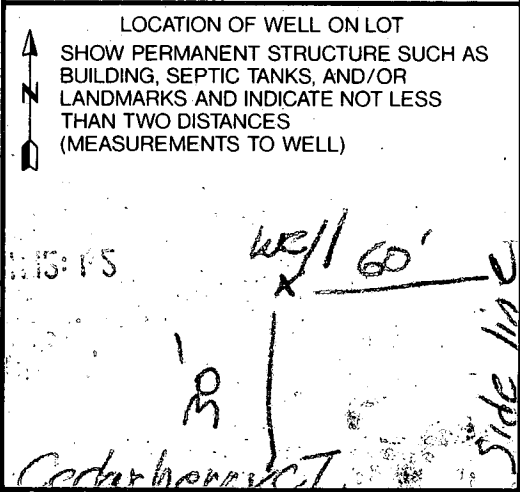 LOCATION OF WELL ON LOT
SHOW PERMANENT STRUCTURE SUCH AS
BUILDING, SEPTIC TANKS, AND/OR
N
LANDMARKS AND INDICATE NOT LESS
THAN TWO DISTANCES
(MEASUREMENTS TO WELL)
well 60'
x
30'
Side line
Cedarberry CT.